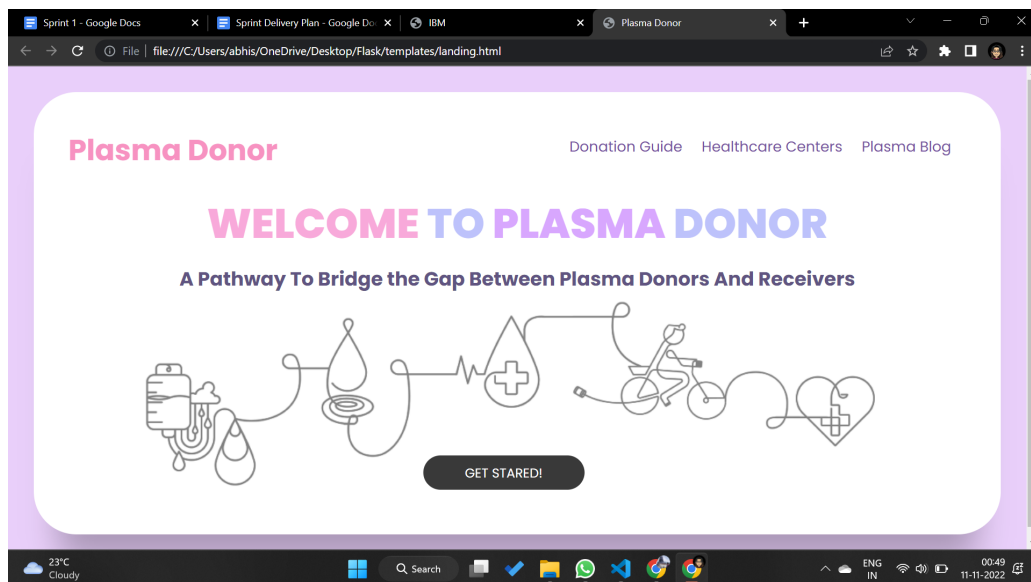 Sprint 1 - Google Docs
Sprint Delivery Plan - Google Do
IBM
Plasma Donor
File
file:///C:/Users/abhis/OneDrive/Desktop/Flask/templates/landing.html
Plasma Donor
Donation Guide Healthcare Centers Plasma Blog
WELCOME TO PLASMA DONOR
A Pathway To Bridge the Gap Between Plasma Donors And Receivers
GET STARED!
23°C
Cloudy
Search
ENG
IN
00:49
11-11-2022